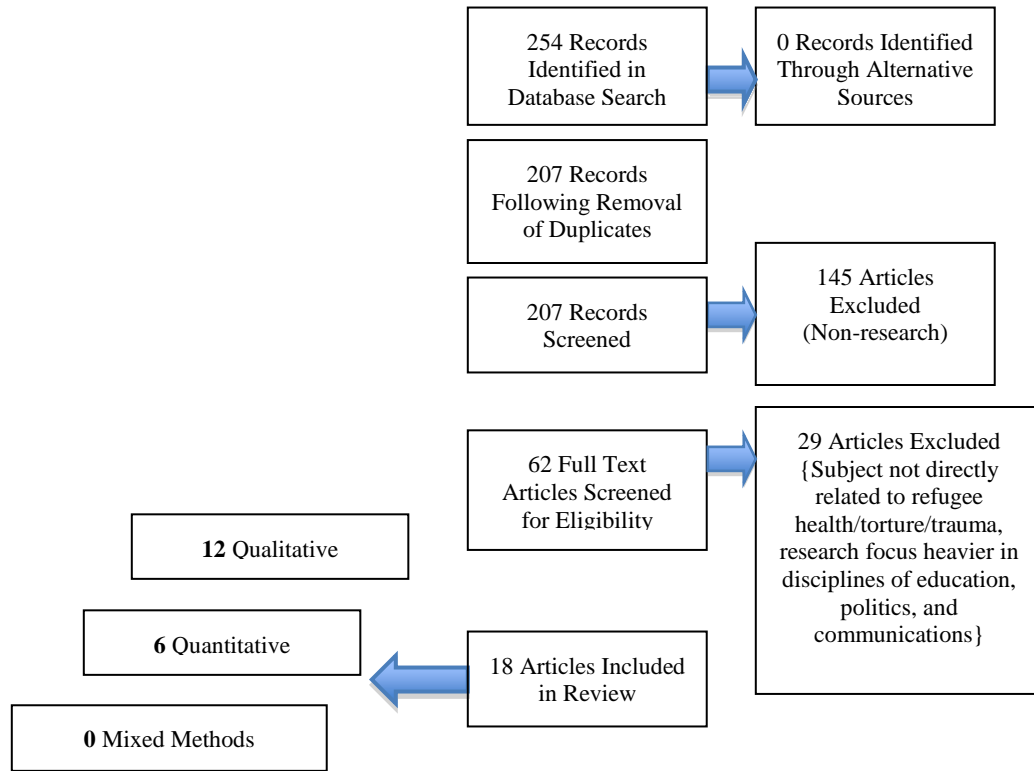 254 Records
Identified in
Database Search
0 Records Identified
Through Alternative
Sources
207 Records
Following Removal
of Duplicates
207 Records
Screened
145 Articles
Excluded
(Non-research)
62 Full Text
Articles Screened
for Eligibility
29 Articles Excluded
{Subject not directly
related to refugee
health/torture/trauma,
research focus heavier in
disciplines of education,
politics, and
communications}
12 Qualitative
6 Quantitative
0 Mixed Methods
18 Articles Included
in Review